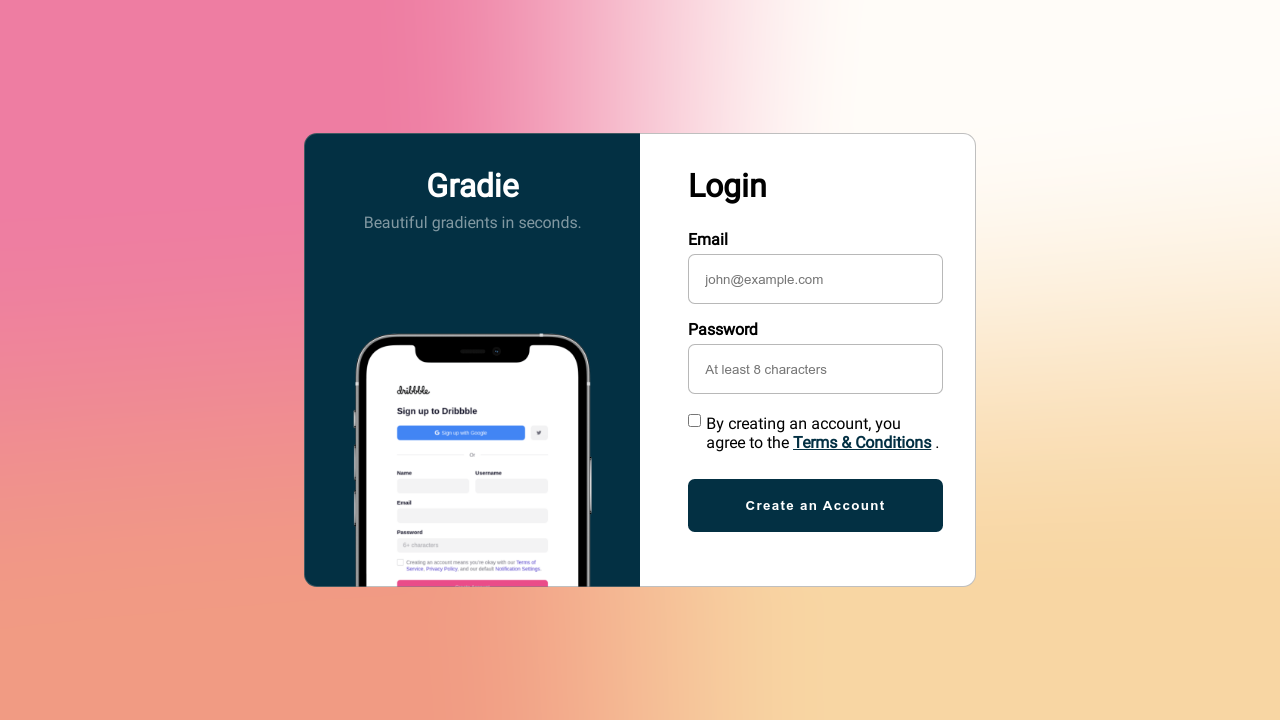 Gradie
Beautiful gradients in seconds.
dribbble
Sign up to Dribbble
Sign up with Google
Or
Name
Username
Email
Password
6+ characters
Creating an account means you're okay with our Terms of
Service, Privacy Policy, and our default Notification Settings.
Login
Email
john@example.com
Password
At least 8 characters
By creating an account, you
agree to the Terms & Conditions .
Create an Account